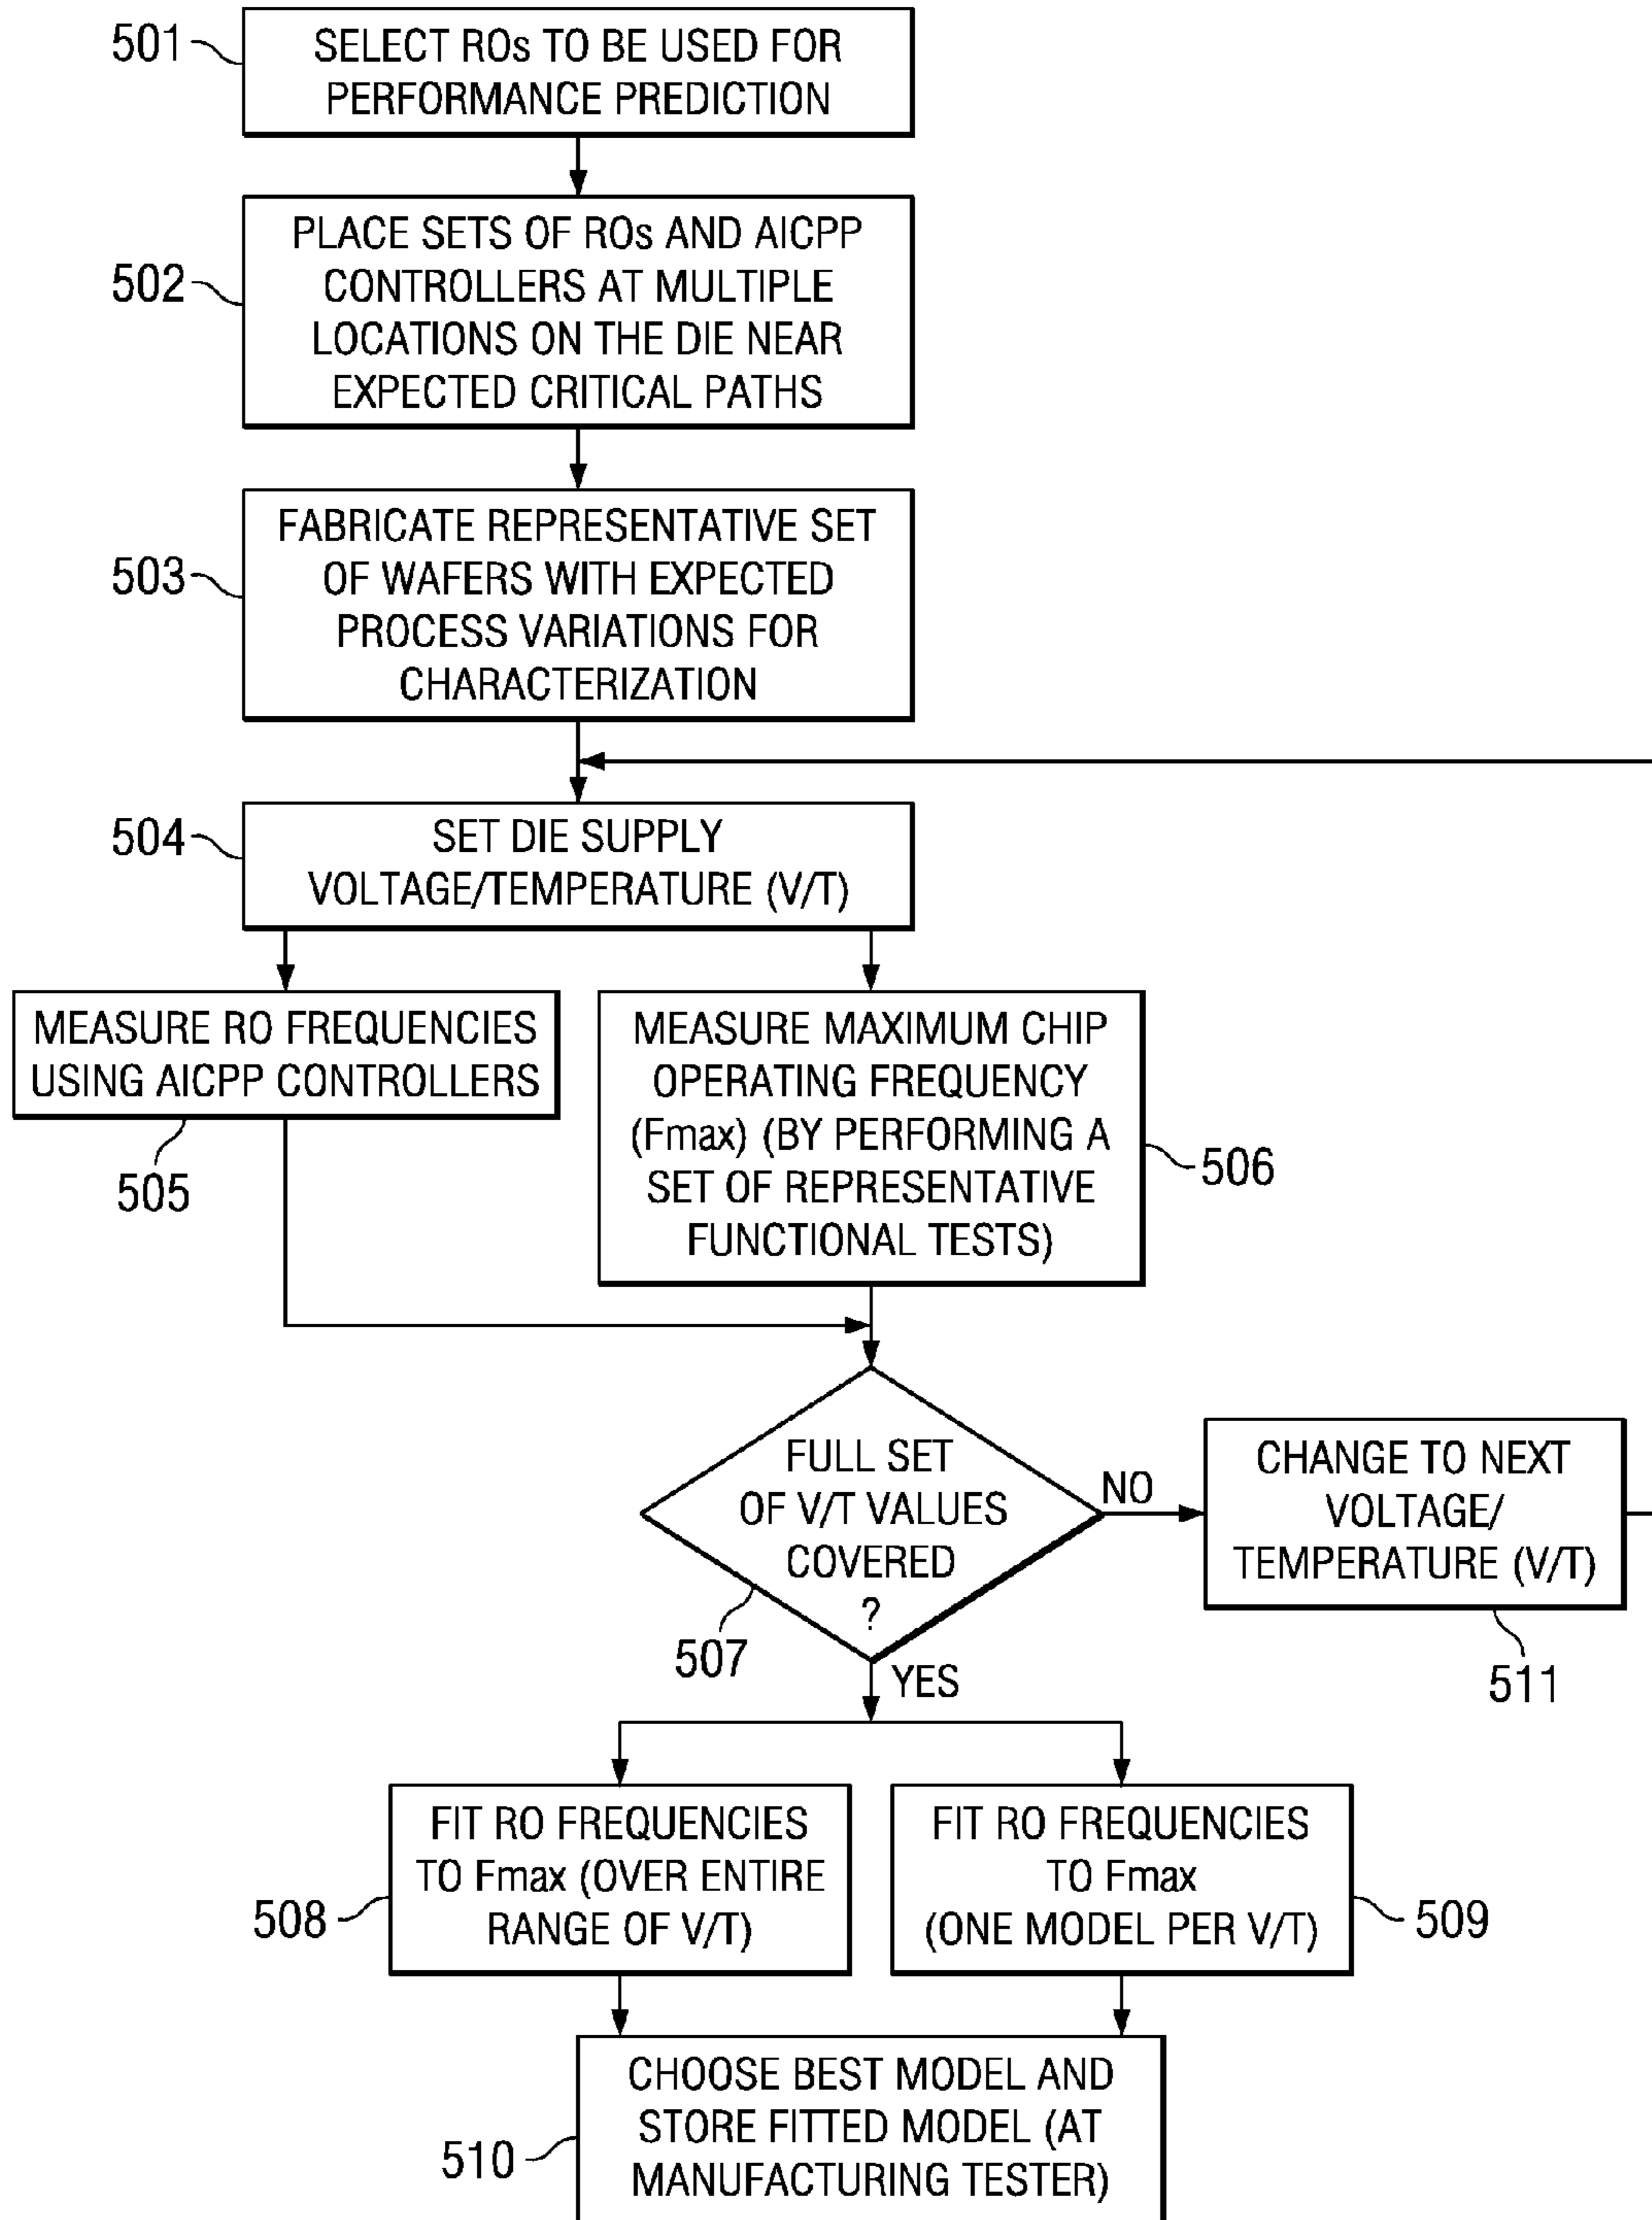 501
SELECT ROs TO BE USED FOR
PERFORMANCE PREDICTION
502
PLACE SETS OF ROs AND AICPP
CONTROLLERS AT MULTIPLE
LOCATIONS ON THE DIE NEAR
EXPECTED CRITICAL PATHS
503
FABRICATE REPRESENTATIVE SET
OF WAFERS WITH EXPECTED
PROCESS VARIATIONS FOR
CHARACTERIZATION
504
SET DIE SUPPLY
VOLTAGE/TEMPERATURE (V/T)
MEASURE RO FREQUENCIES
USING AICPP CONTROLLERS
505
MEASURE MAXIMUM CHIP
OPERATING FREQUENCY
(Fmax) (BY PERFORMING A
SET OF REPRESENTATIVE
FUNCTIONAL TESTS)
506
FULL SET
OF V/T VALUES
COVERED
?
507
NO
CHANGE TO NEXT
VOLTAGE/
TEMPERATURE (V/T)
511
YES
FIT RO FREQUENCIES
TO Fmax (OVER ENTIRE
RANGE OF V/T)
508
FIT RO FREQUENCIES
TO Fmax
(ONE MODEL PER V/T)
509
CHOOSE BEST MODEL AND
STORE FITTED MODEL (AT
MANUFACTURING TESTER)
510